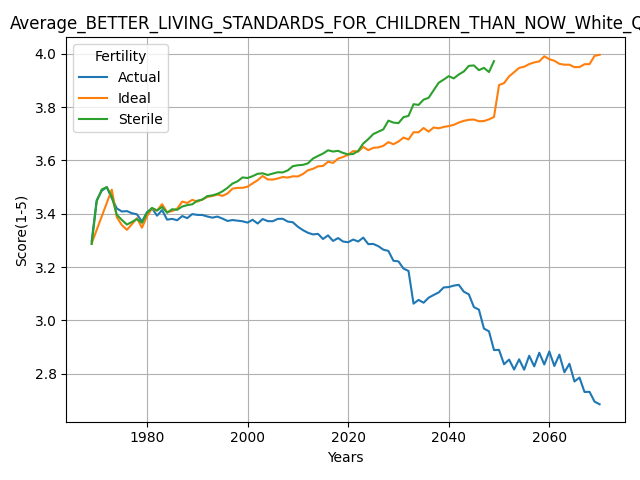 Average_BETTER_LIVING_STANDARDS_FOR_CHILDREN_THAN_NOW_White_Q
Fertility
Actual
Ideal
Sterile
Score(1-5)
4.0
3.8
3.6
3.4
3.2
3.0
2.8
1980 2000 2020 2040 2060
Years